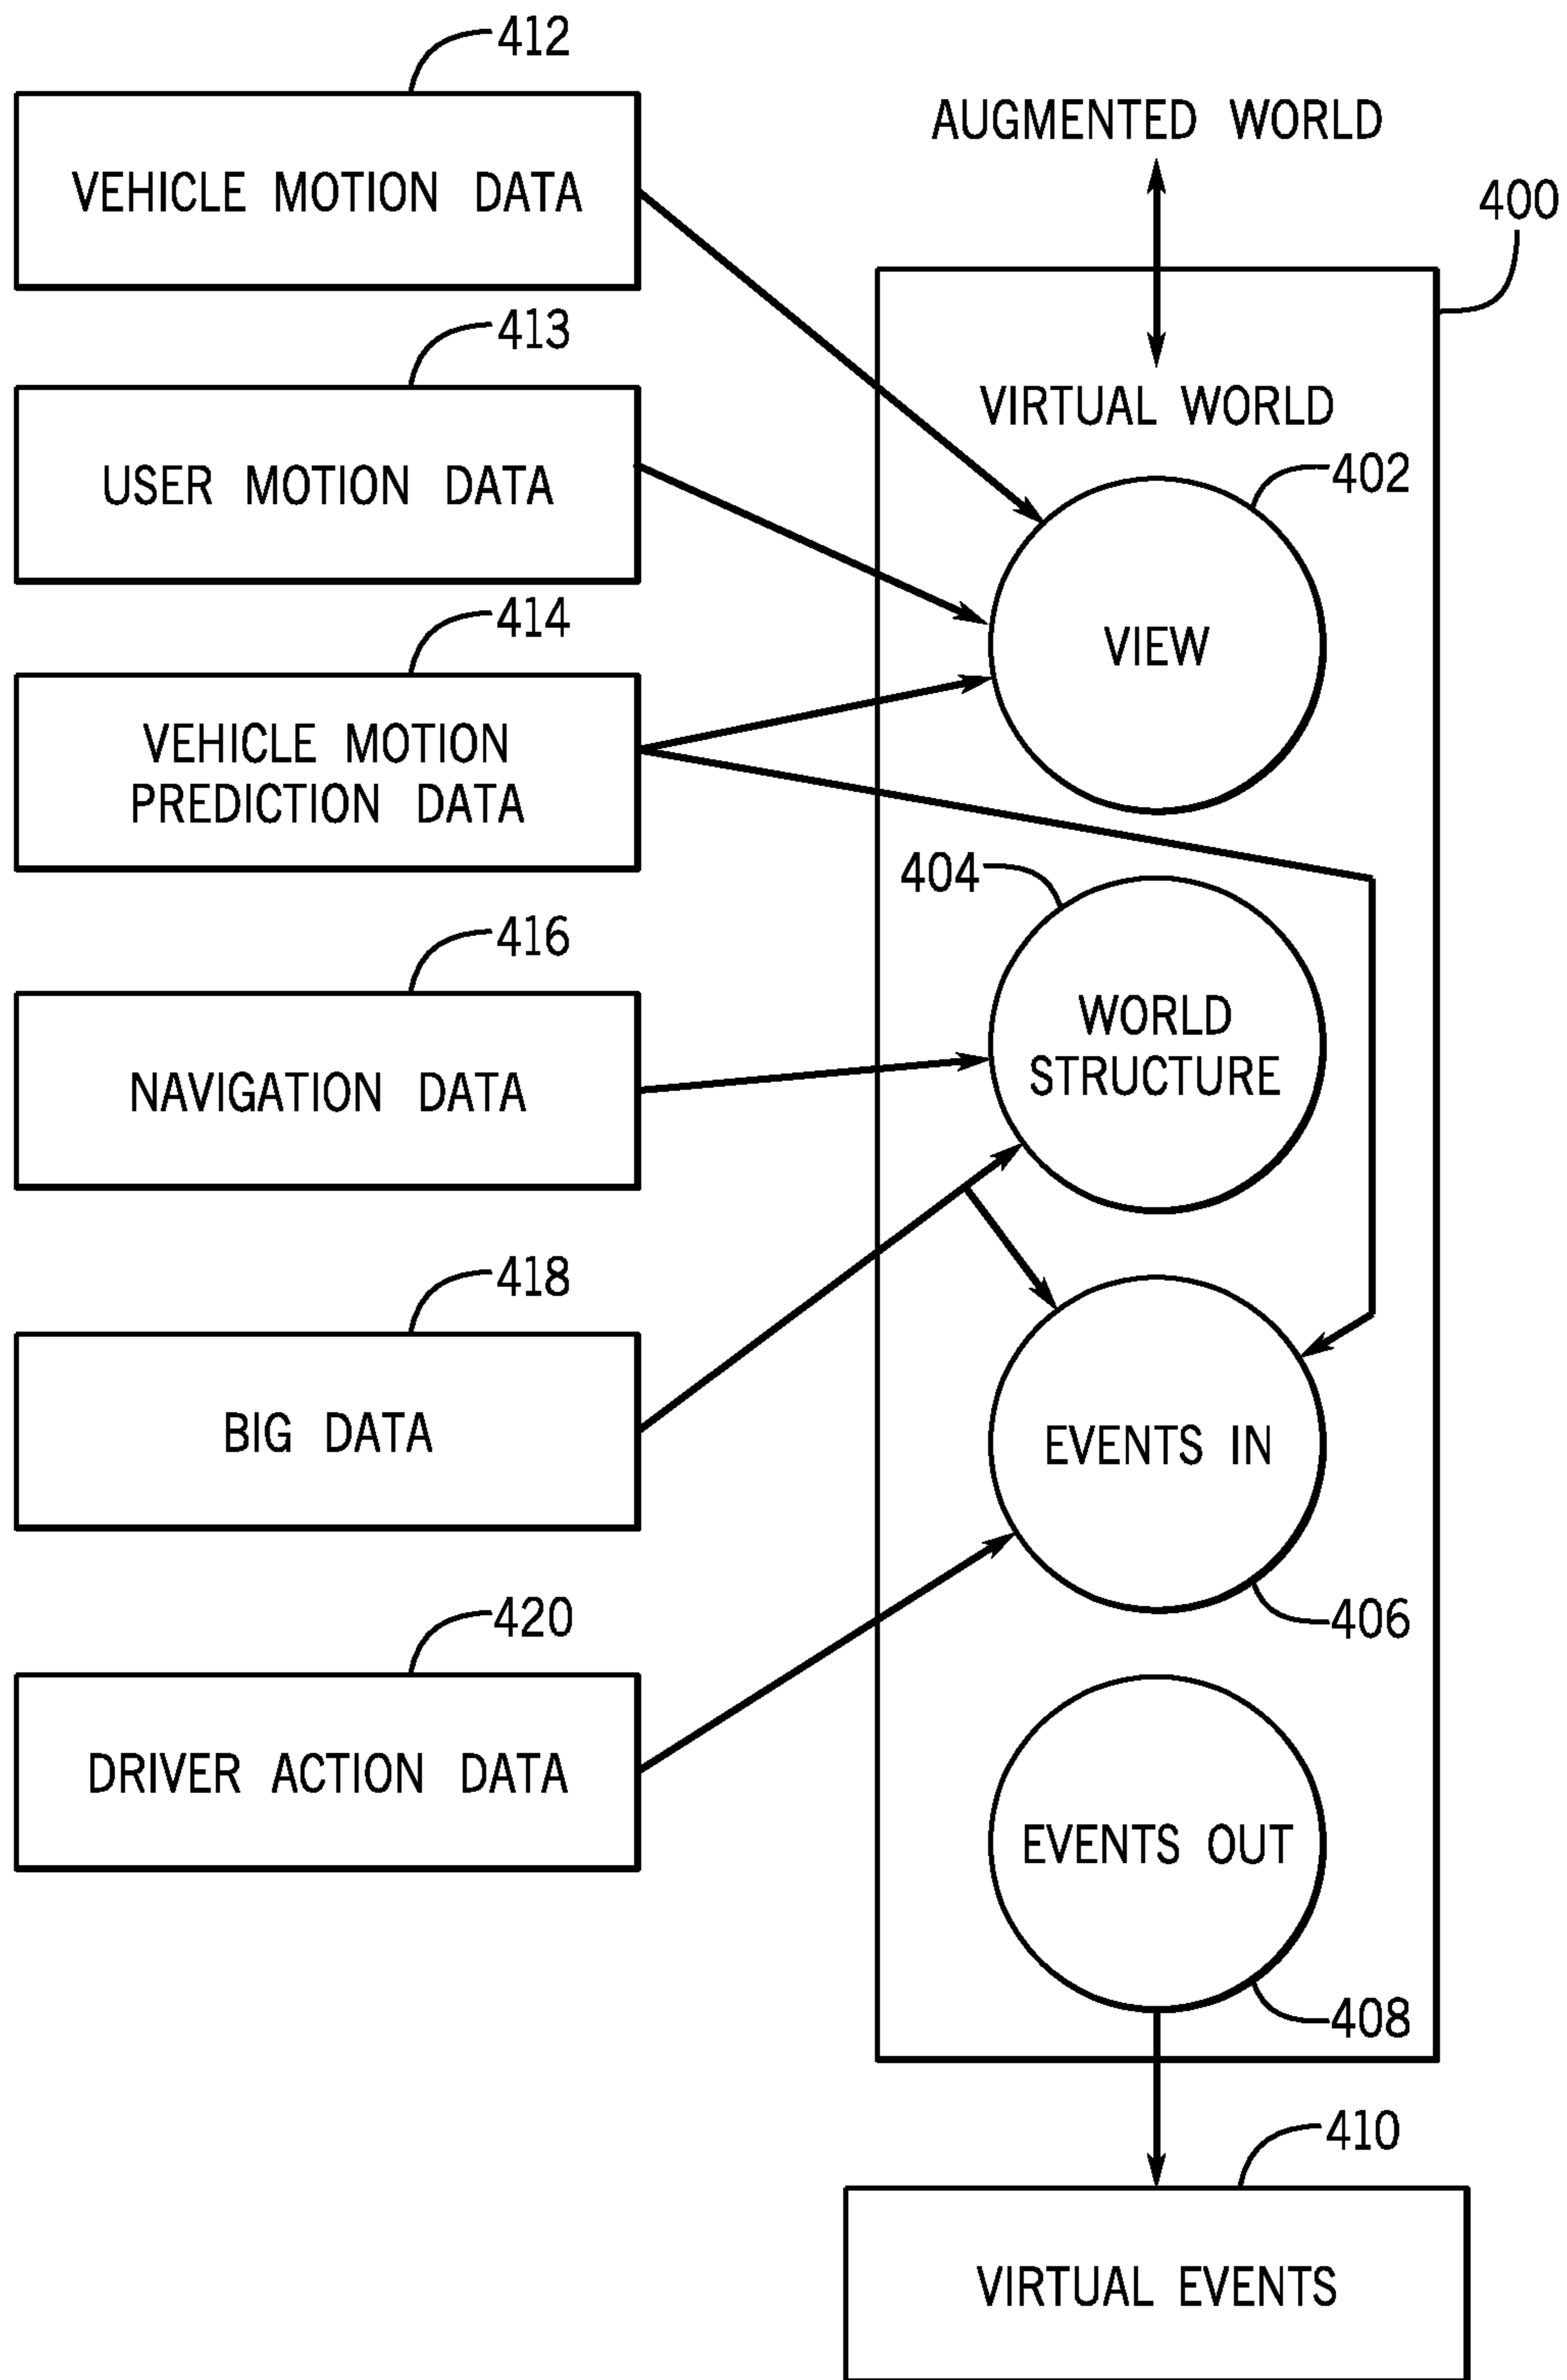 412
VEHICLE MOTION DATA
AUGMENTED WORLD
400
413
USER MOTION DATA
VIRTUAL WORLD
402
VIEW
414
VEHICLE MOTION
PREDICTION DATA
404
WORLD
STRUCTURE
416
NAVIGATION DATA
418
BIG DATA
EVENTS IN
406
420
DRIVER ACTION DATA
EVENTS OUT
408
410
VIRTUAL EVENTS